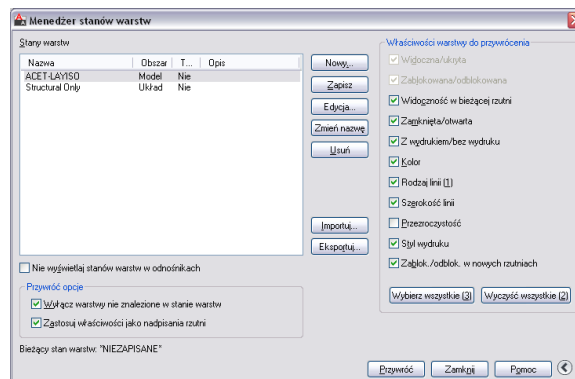 Menedżer stanów warstw
Stany warstw
Nazwa Obszar T... Opis
ACET-LAYISO Model Nie
Structural Only Układ Nie
Nowy...
Zapisz
Edycja...
Zmień nazwę
Usuń
Importuj...
Eksportuj...
Nie wyświetlaj stanów warstw w odnośnikach
Przywróć opcje
Wyłącz warstwy nie znalezione w stanie warstw
Zastosuj właściwości jako nadpisania rzutni
Bieżący stan warstw: "NIEZAPISANE"
Właściwości warstwy do przywrócenia
Widoczna/ukryta
Zablokowana/odblokowana
Widoczność w bieżącej rzutni
Zamknięta/otwarta
Z wydrukiem/bez wydruku
Kolor
Rodzaj linii (1)
Szerokość linii
Przezroczystość
Styl wydruku
Zablok./odblok. w nowych rzutniach
Wybierz wszystkie (3) Wyczyść wszystkie (2)
Przywróć Zamknij Pomoc